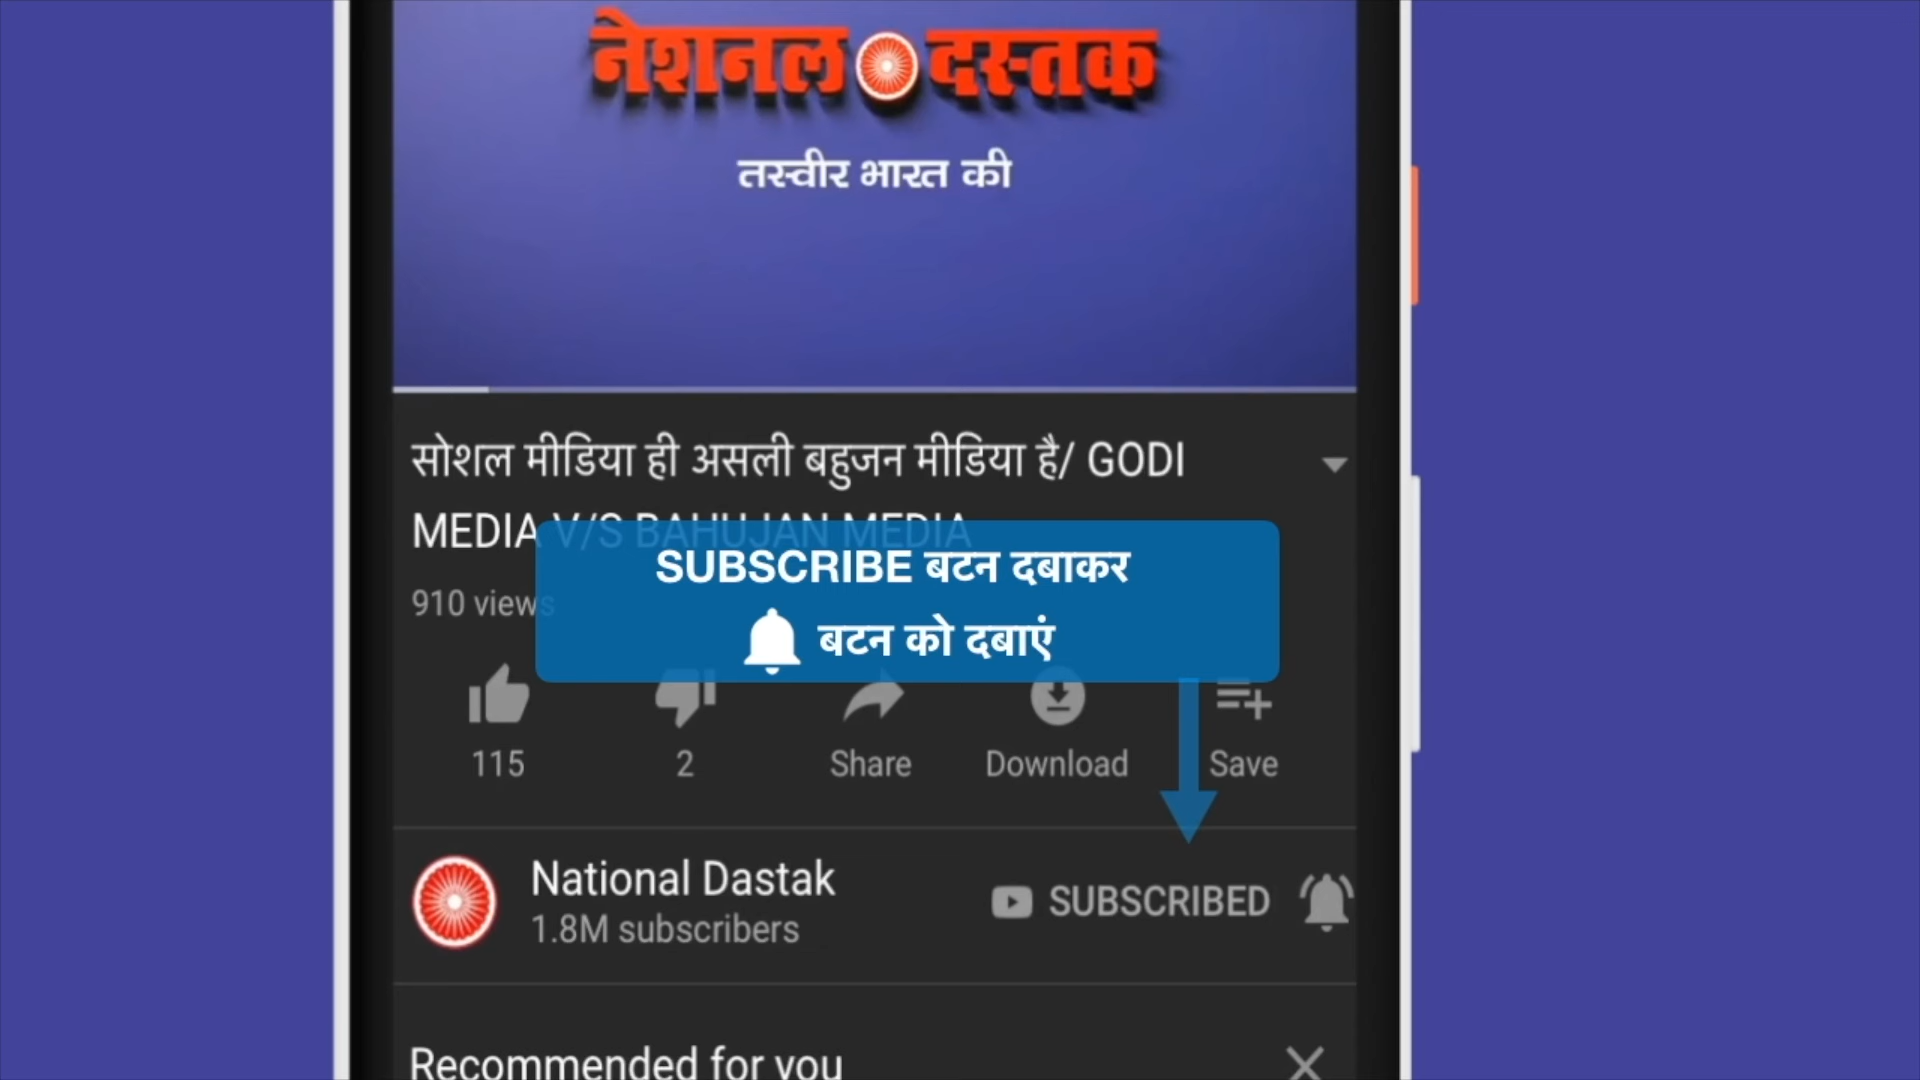 नेशनल दस्तक
तस्वीर भारत की
सोशल मीडिया ही असली बहुजन मीडिया है/ GODI
MEDIA V/S BAHUJAN MEDIA
910 views
SUBSCRIBE बटन दबाकर
बटन को दबाएं
115
2
Share
Download
Save
National Dastak
1.8M subscribers
SUBSCRIBED
Recommended for you